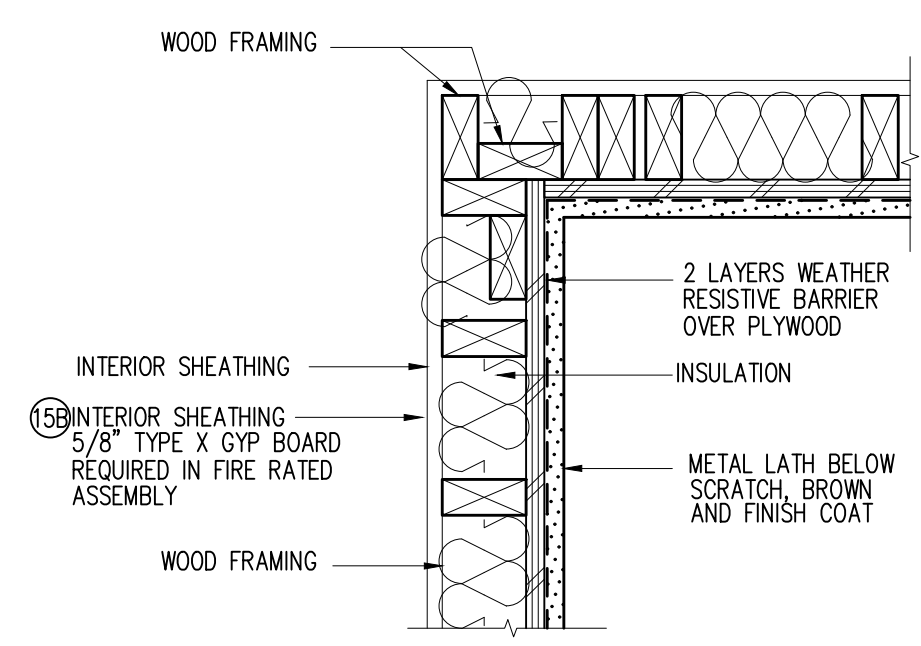 WOOD FRAMING
2 LAYERS WEATHER
RESISTIVE BARRIER
OVER PLYWOOD
INTERIOR SHEATHING
INSULATION
15B INTERIOR SHEATHING
5/8" TYPE X GYP BOARD
REQUIRED IN FIRE RATED
ASSEMBLY
METAL LATH BELOW
SCRATCH, BROWN
AND FINISH COAT
WOOD FRAMING